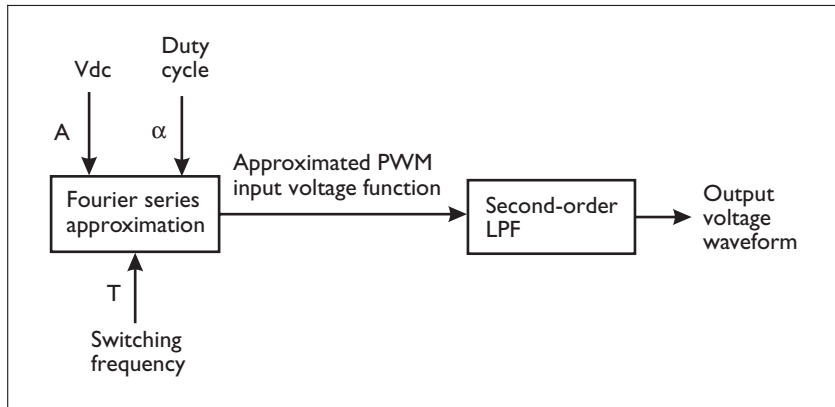 Vdc
Duty
cycle
A
α
Fourier series
approximation
Approximated PWM
input voltage function
Second-order
LPF
Output
voltage
waveform
T
Switching
frequency